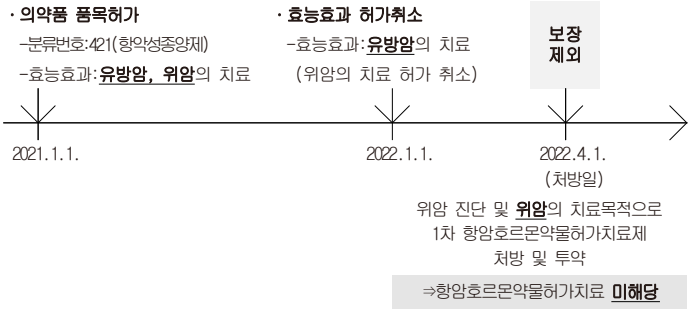 · 의약품 품목허가
-분류번호:421(항악성종양제)
-효능효과:유방암, 위암의 치료
· 효능효과 허가취소
-효능효과:유방암의 치료
(위암의 치료 허가 취소)
보장
제외
2021.1.1.
2022.1.1.
2022.4.1.
(처방일)
위암 진단 및 위암의 치료목적으로
1차 항암호르몬약물허가치료제
처방 및 투약
⇒항암호르몬약물허가치료 미해당